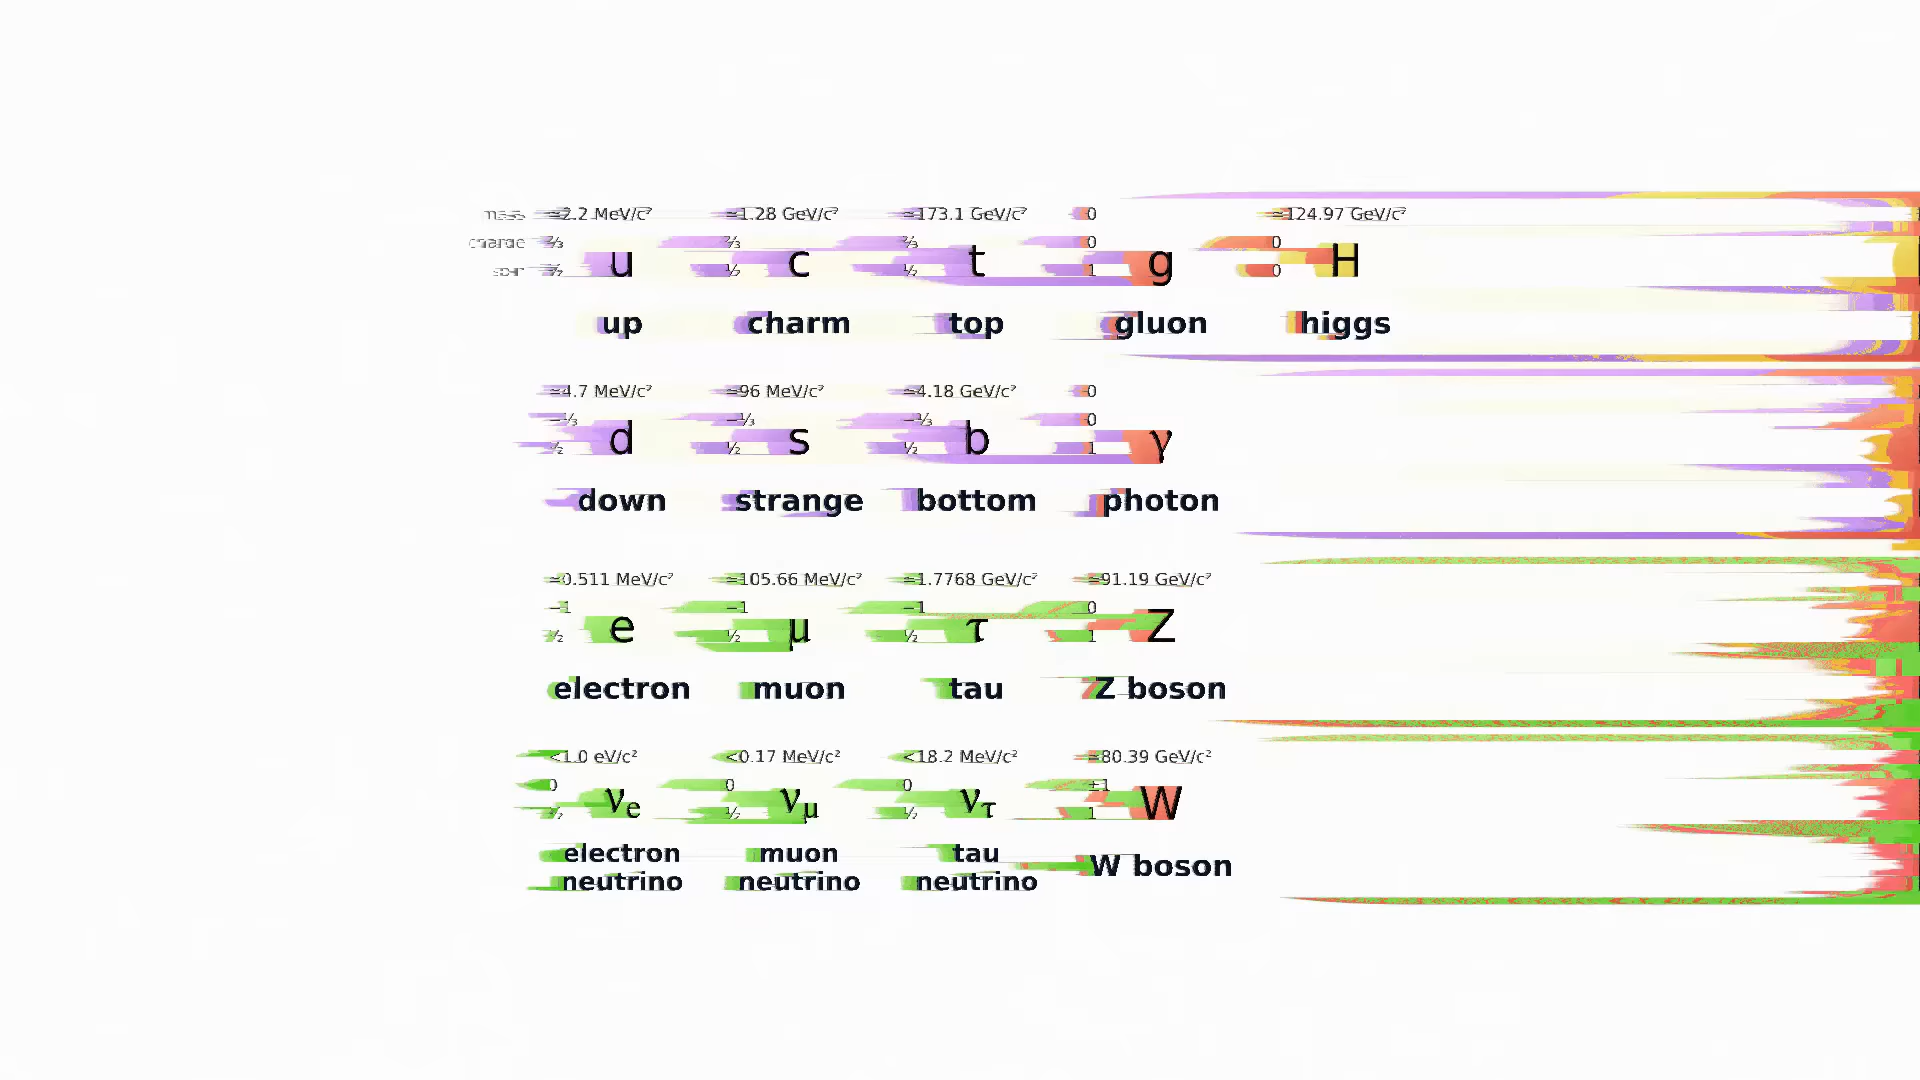 mass ≃2.2 MeV/c² ≃1.28 GeV/c² ≃173.1 GeV/c² 0 ≃124.97 GeV/c²
charge ⅔ ⅔ ⅔ 0 0
spin ½ ½ ½ 1 0
u c t g H
up charm top gluon higgs
≃4.7 MeV/c² ≃96 MeV/c² ≃4.18 GeV/c² 0
−⅓ −⅓ −⅓ 0
½ ½ ½ 1
d s b γ
down strange bottom photon
≃0.511 MeV/c² ≃105.66 MeV/c² ≃1.7768 GeV/c² ≃91.19 GeV/c²
−1 −1 −1 0
½ ½ ½ 1
e μ τ Z
electron muon tau Z boson
<1.0 eV/c² <0.17 MeV/c² <18.2 MeV/c² ≃80.39 GeV/c²
0 0 0 ±1
½ ½ ½ 1
νe νμ ντ W
electron muon tau
neutrino neutrino neutrino
W boson